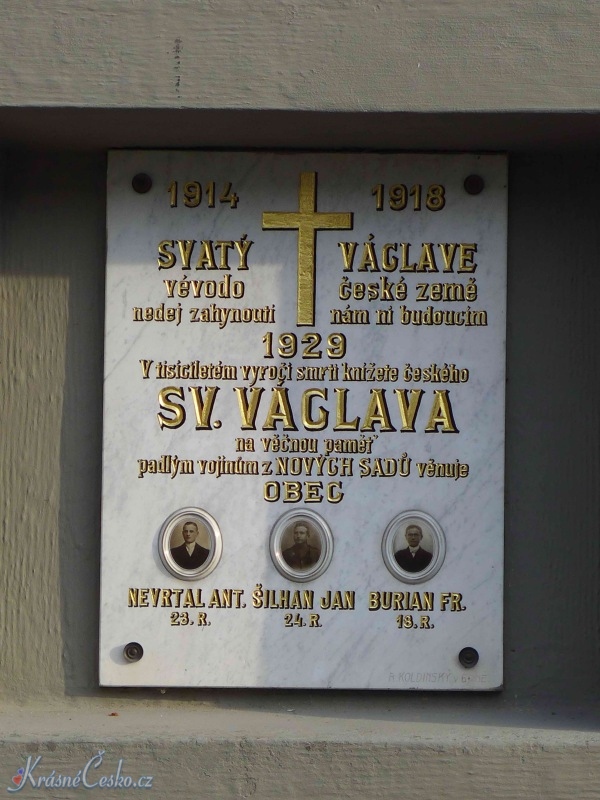 1914 1918
SVATÝ VÁCLAVE
vévodo české země
nedej zahynouti nám ni budoucím
1929
V tisíciletém výročí smrti knížete českého
SV. VÁCLAVA
na věčnou paměť
padlým vojínům z NOVÝCH SADŮ věnuje
OBEC
NEVRTAL ANT. ŠILHAN JAN BURIAN FR.
23. R. 24. R. 18. R.
KrásnéČesko.cz